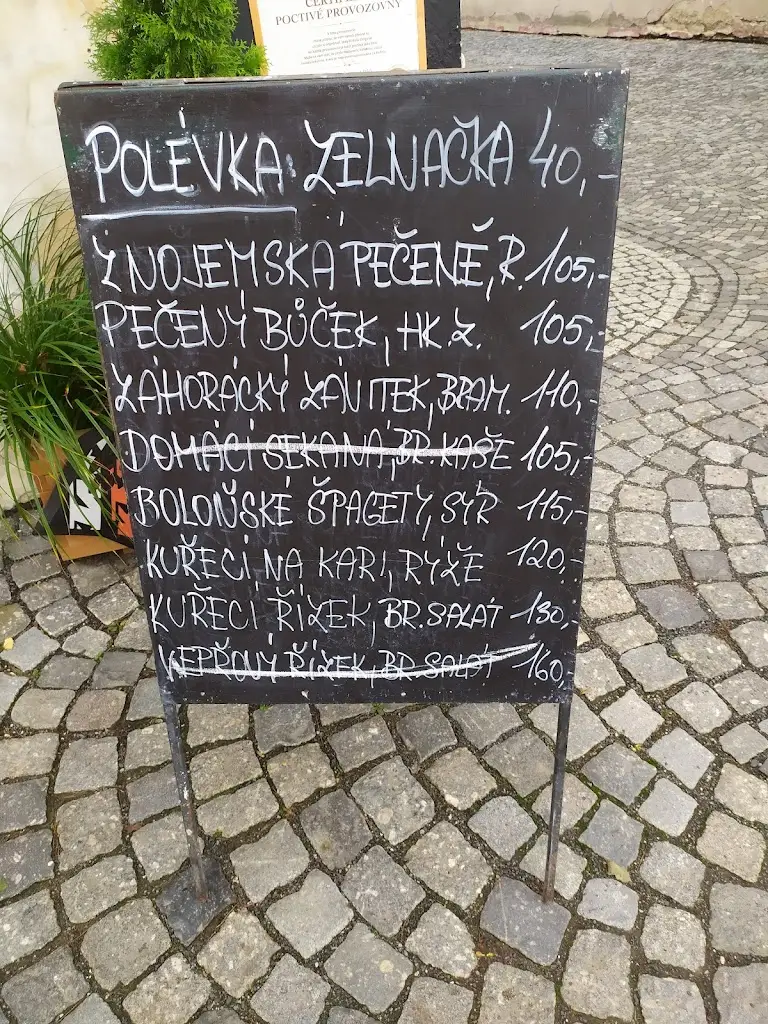 POCTIVÉ PROVOZOVNY
POLÉVKA: ZELNAČKA 40,-
ZNOJEMSKÁ PEČENĚ, R. 105,-
PEČENÝ BŮČEK, HK.Z. 105,-
ZÁHORÁCKÝ ZÁVITEK, BRAM. 110,-
DOMÁCÍ SEKANÁ, BR. KAŠE 105,-
BOLOŇSKÉ ŠPAGETY, SÝR 115,-
KUŘECÍ NA KARI, RÝŽE 120,-
KUŘECÍ ŘÍZEK, BR. SALÁT 130,-
VEPŘOVÝ ŘÍZEK, BR. SALÁT 160,-